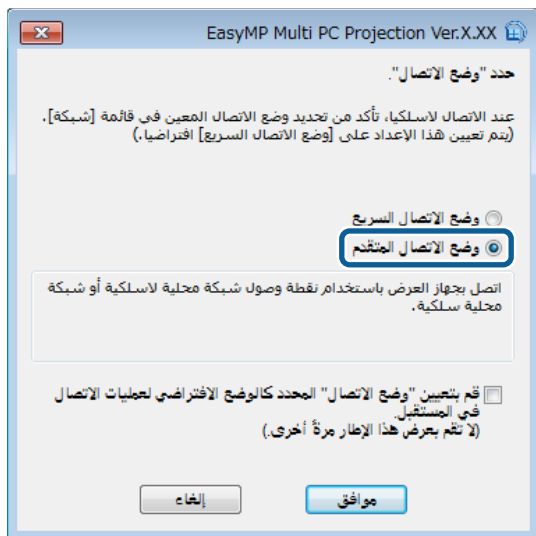 EasyMP Multi PC Projection Ver.X.XX
حدد "وضع الاتصال".
عند الاتصال لاسلكيا، تأكد من تحديد وضع الاتصال المعين في قائمة [شبكة].
(يتم تعيين هذا الإعداد على [وضع الاتصال السريع] افتراضيا.)
وضع الاتصال السريع
وضع الاتصال المتقدم
اتصل بجهاز العرض باستخدام نقطة وصول شبكة محلية لاسلكية أو شبكة
محلية سلكية.
قم بتعيين "وضع الاتصال" المحدد كالوضع الافتراضي لعمليات الاتصال
في المستقبل.
(لا تقم بعرض هذا الإطار مرةً أخرى.)
موافق
إلغاء